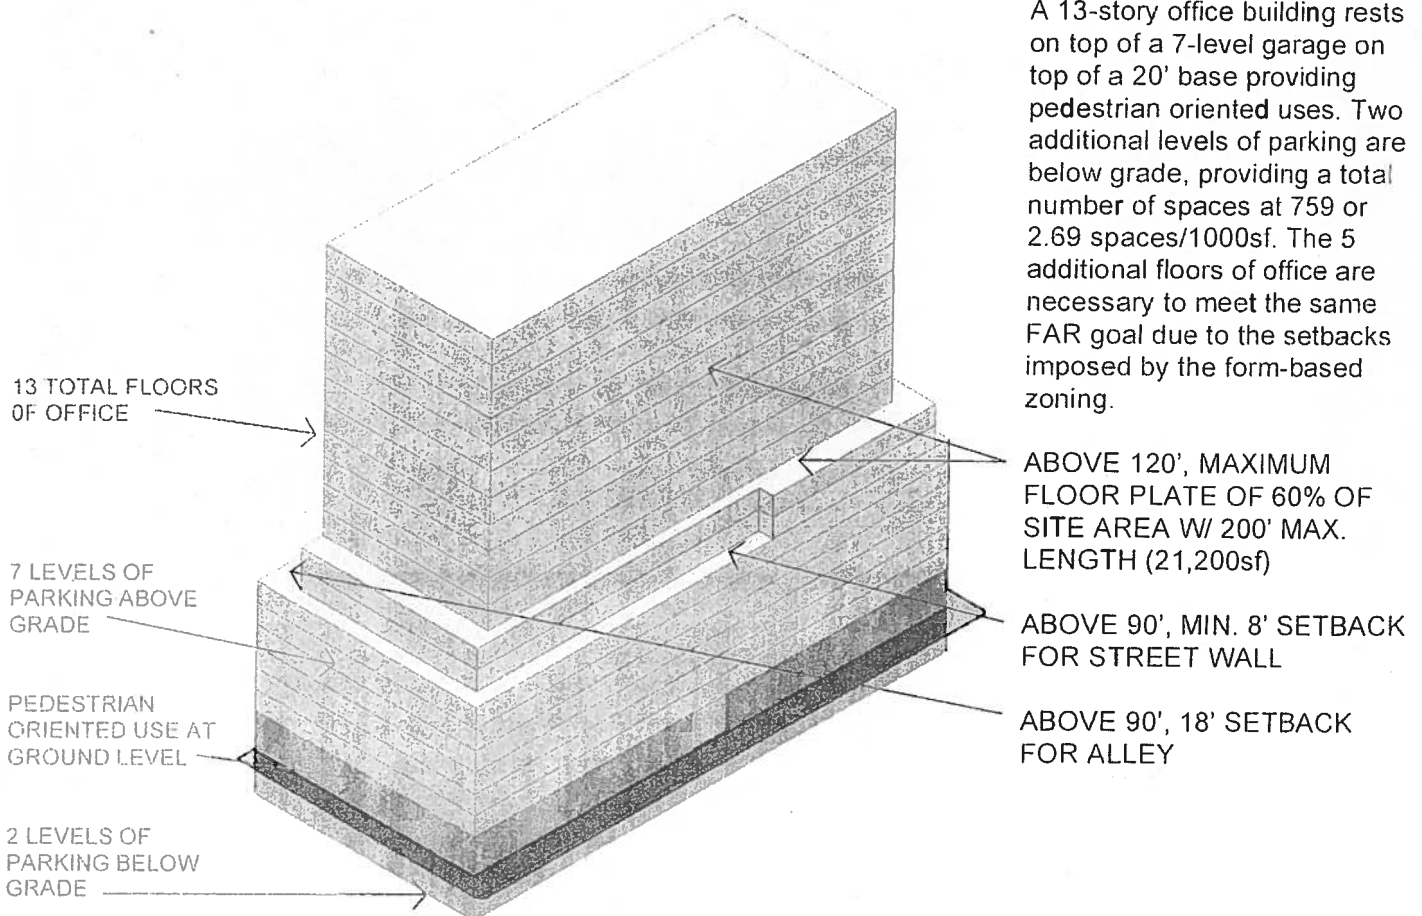 A 13-story office building rests
on top of a 7-level garage on
top of a 20' base providing
pedestrian oriented uses. Two
additional levels of parking are
below grade, providing a total
number of spaces at 759 or
2.69 spaces/1000sf. The 5
additional floors of office are
necessary to meet the same
FAR goal due to the setbacks
imposed by the form-based
zoning.
13 TOTAL FLOORS
0F OFFICE
ABOVE 120', MAXIMUM
FLOOR PLATE OF 60% OF
SITE AREA W/ 200' MAX.
LENGTH (21,200sf)
7 LEVELS OF
PARKING ABOVE
GRADE
ABOVE 90', MIN. 8' SETBACK
FOR STREET WALL
PEDESTRIAN
ORIENTED USE AT
GROUND LEVEL
ABOVE 90', 18' SETBACK
FOR ALLEY
2 LEVELS OF
PARKING BELOW
GRADE